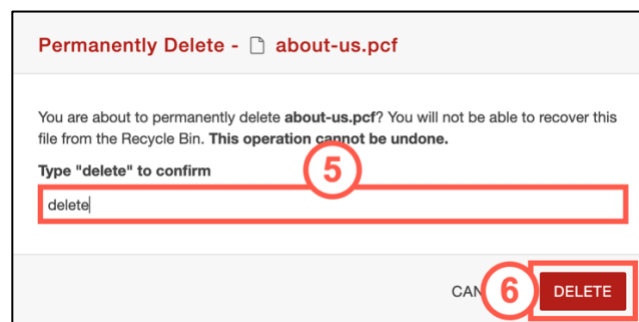 Permanently Delete - about-us.pcf
You are about to permanently delete about-us.pcf? You will not be able to recover this
file from the Recycle Bin. This operation cannot be undone.
Type "delete" to confirm
5
delete
CAN
6
DELETE